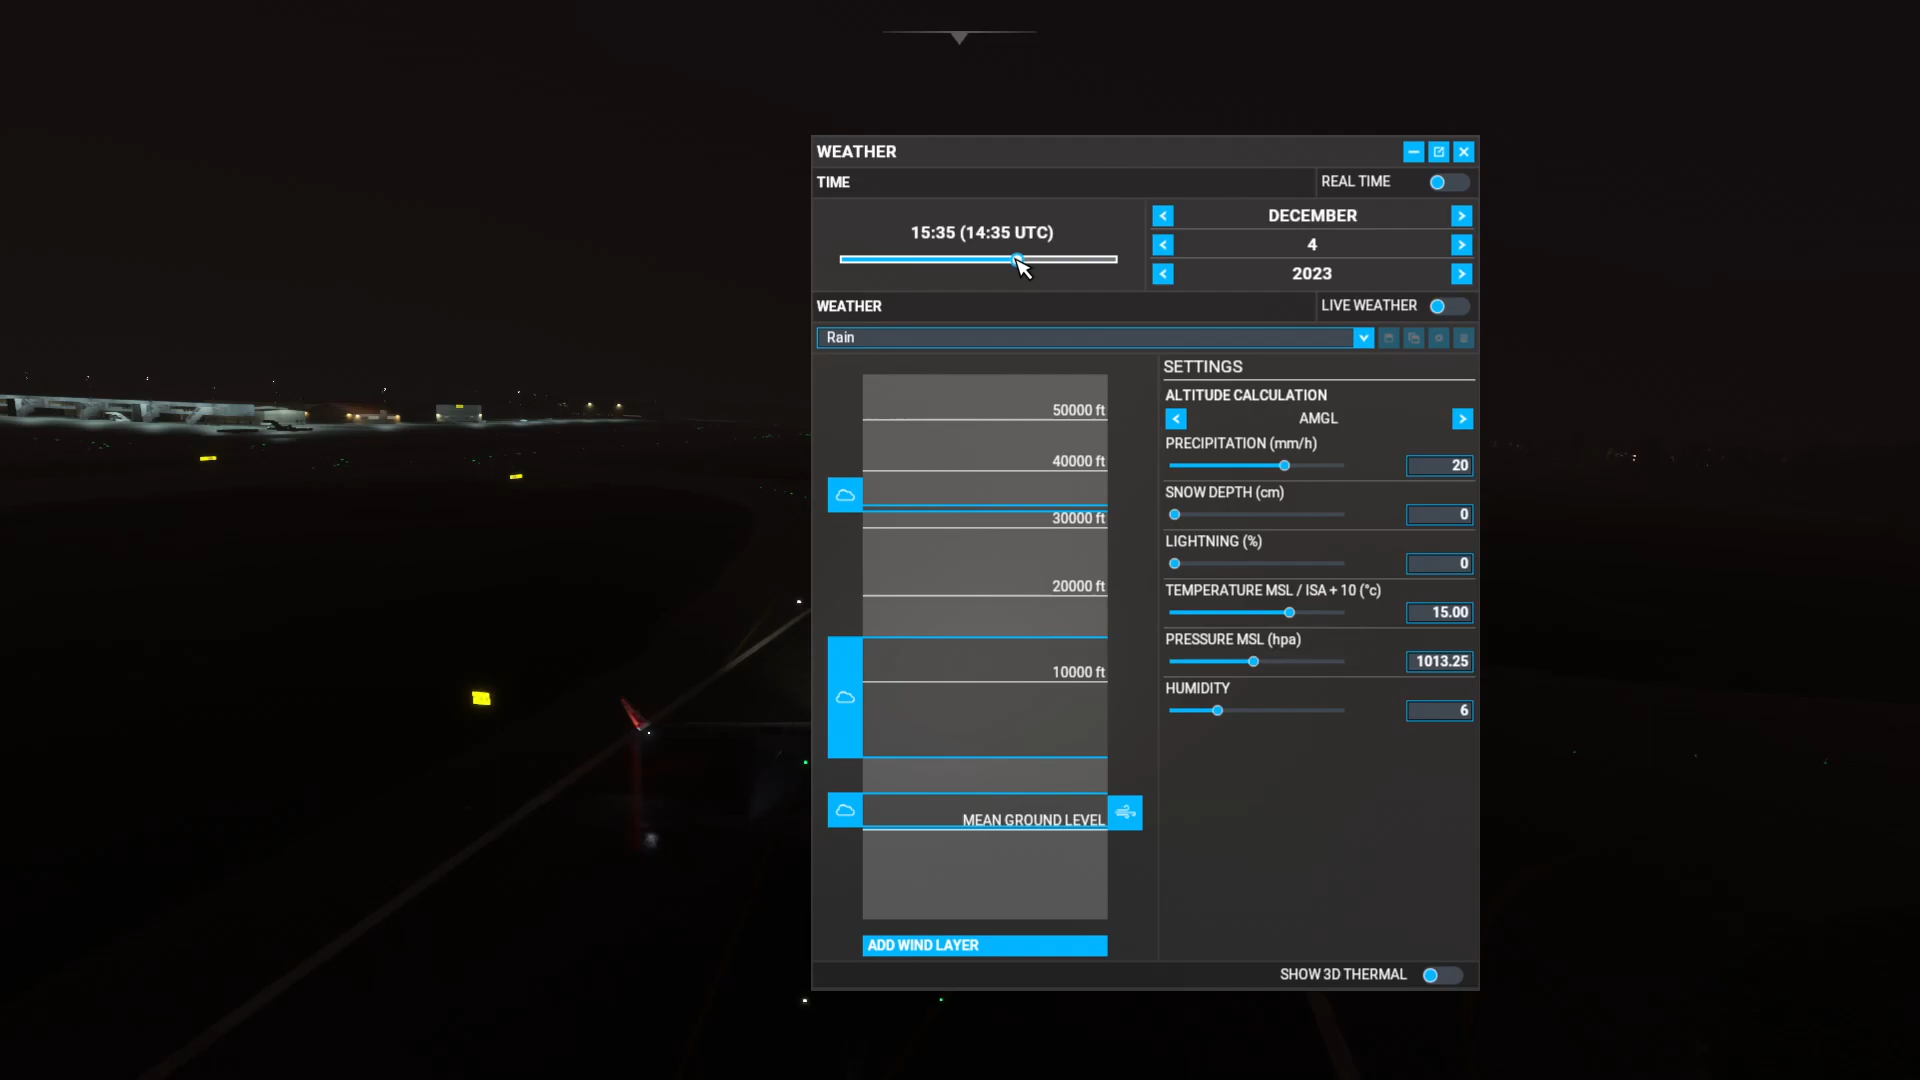 WEATHER
TIME
REAL TIME
15:35 (14:35 UTC)
DECEMBER
4
2023
WEATHER
LIVE WEATHER
Rain
SETTINGS
ALTITUDE CALCULATION
AMGL
PRECIPITATION (mm/h)
20
SNOW DEPTH (cm)
0
LIGHTNING (%)
0
TEMPERATURE MSL / ISA + 10 (°c)
15.00
PRESSURE MSL (hpa)
1013.25
HUMIDITY
6
50000 ft
40000 ft
30000 ft
20000 ft
10000 ft
MEAN GROUND LEVEL
ADD WIND LAYER
SHOW 3D THERMAL